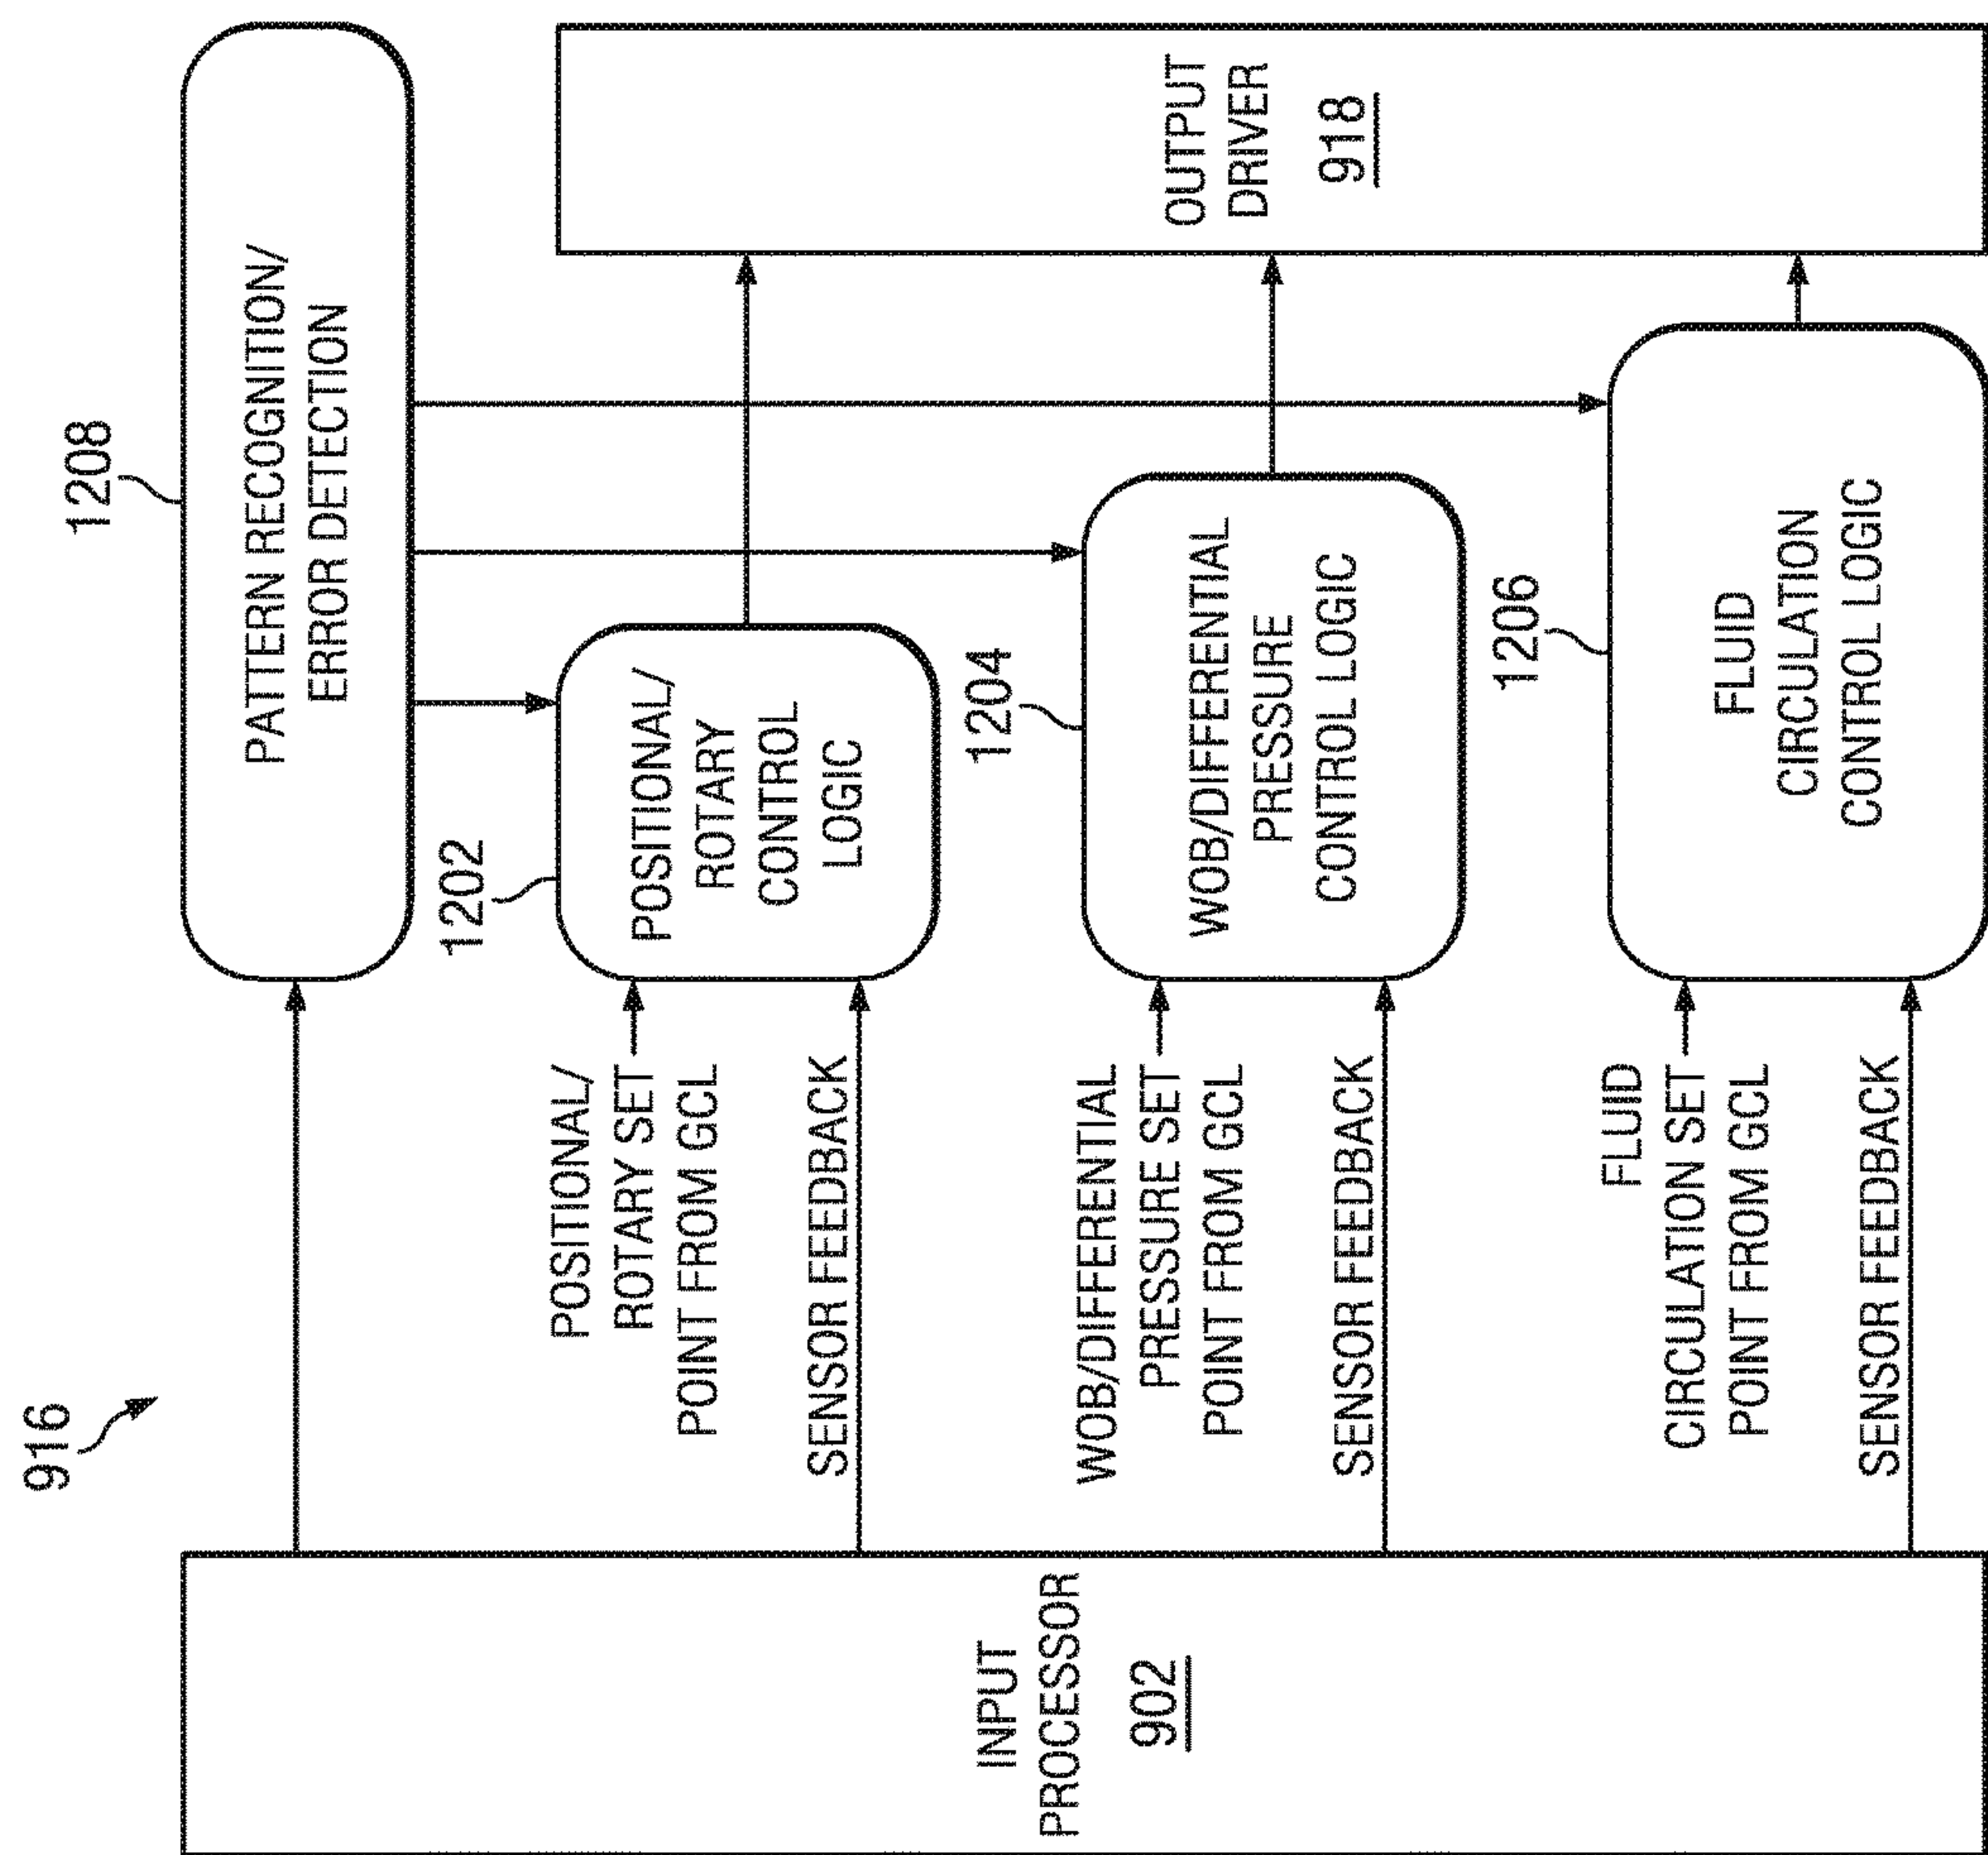 916
1208
PATTERN RECOGNITION/
ERROR DETECTION
INPUT
PROCESSOR
902
POSITIONAL/
ROTARY SET
POINT FROM GCL
SENSOR FEEDBACK
1202
POSITIONAL/
ROTARY
CONTROL
LOGIC
WOB/DIFFERENTIAL
PRESSURE SET
POINT FROM GCL
SENSOR FEEDBACK
1204
WOB/DIFFERENTIAL
PRESSURE
CONTROL LOGIC
FLUID
CIRCULATION SET
POINT FROM GCL
SENSOR FEEDBACK
1206
FLUID
CIRCULATION
CONTROL LOGIC
OUTPUT
DRIVER
918